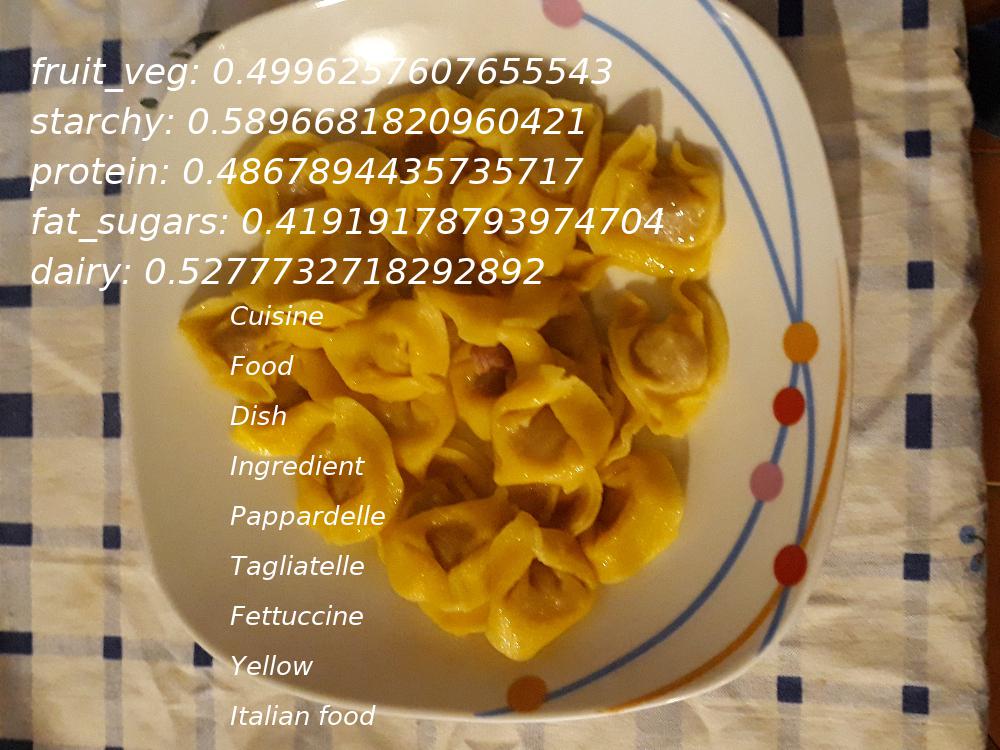 fruit_veg: 0.4996257607655543
starchy: 0.5896681820960421
protein: 0.4867894435735717
fat_sugars: 0.41919178793974704
dairy: 0.5277732718292892
Cuisine
Food
Dish
Ingredient
Pappardelle
Tagliatelle
Fettuccine
Yellow
Italian food